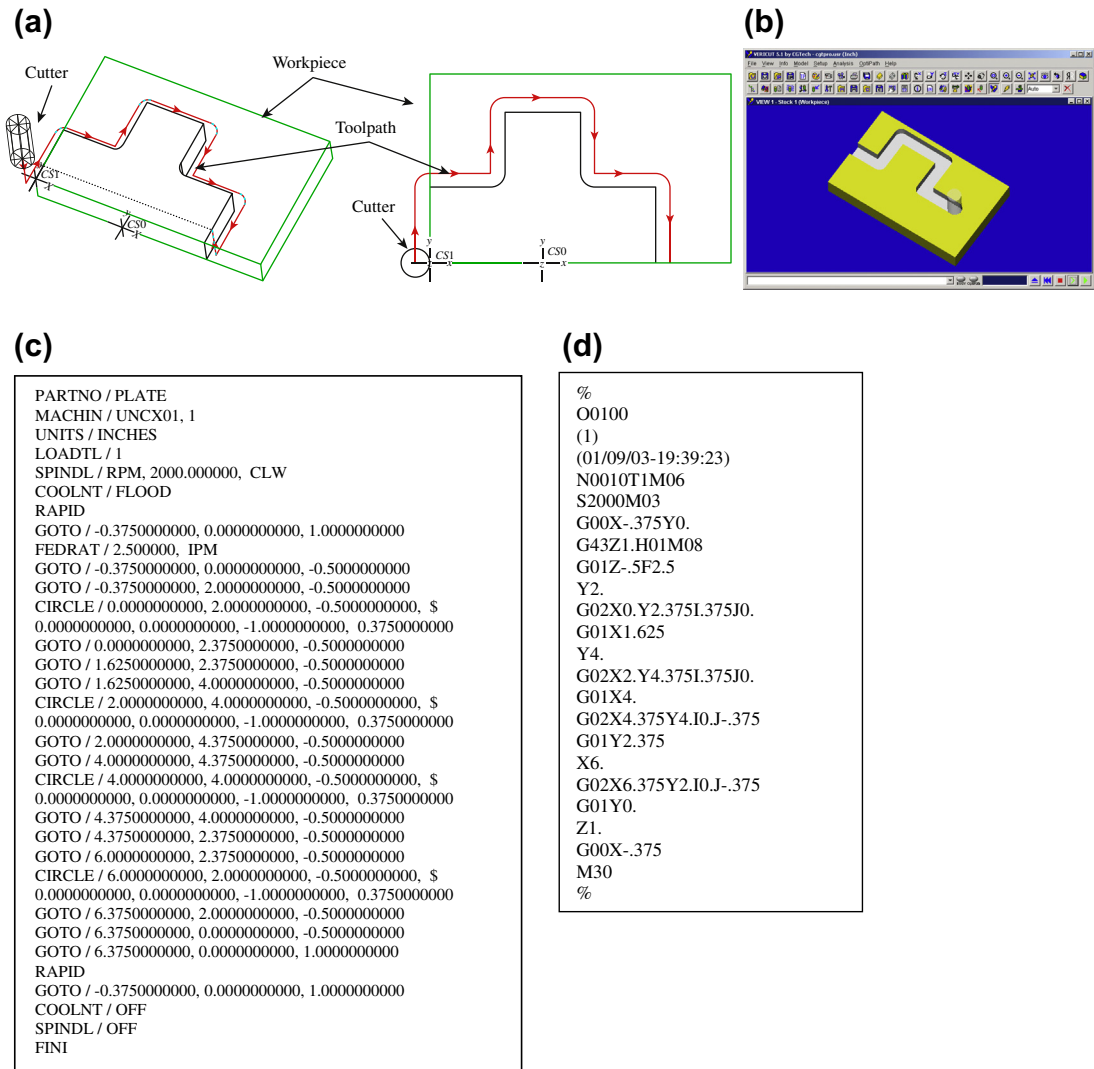 (a)
Cutter
Workpiece
Toolpath
Cutter
CS1
x
CS0
x
y
CS1
x
z
y
CS0
z
x
(b)
VERICUT 5.1 by CGTech - cgtpro.usr (Inch)
File View Info Model Setup Analysis OptiPath Help
Auto
VIEW 1 - Stock 1 (Workpiece)
(c)
PARTNO / PLATE
MACHIN / UNCX01, 1
UNITS / INCHES
LOADTL / 1
SPINDL / RPM, 2000.000000, CLW
COOLNT / FLOOD
RAPID
GOTO / -0.3750000000, 0.0000000000, 1.0000000000
FEDRAT / 2.500000, IPM
GOTO / -0.3750000000, 0.0000000000, -0.5000000000
GOTO / -0.3750000000, 2.0000000000, -0.5000000000
CIRCLE / 0.0000000000, 2.0000000000, -0.5000000000, $
0.0000000000, 0.0000000000, -1.0000000000, 0.3750000000
GOTO / 0.0000000000, 2.3750000000, -0.5000000000
GOTO / 1.6250000000, 2.3750000000, -0.5000000000
GOTO / 1.6250000000, 4.0000000000, -0.5000000000
CIRCLE / 2.0000000000, 4.0000000000, -0.5000000000, $
0.0000000000, 0.0000000000, -1.0000000000, 0.3750000000
GOTO / 2.0000000000, 4.3750000000, -0.5000000000
GOTO / 4.0000000000, 4.3750000000, -0.5000000000
CIRCLE / 4.0000000000, 4.0000000000, -0.5000000000, $
0.0000000000, 0.0000000000, -1.0000000000, 0.3750000000
GOTO / 4.3750000000, 4.0000000000, -0.5000000000
GOTO / 4.3750000000, 2.3750000000, -0.5000000000
GOTO / 6.0000000000, 2.3750000000, -0.5000000000
CIRCLE / 6.0000000000, 2.0000000000, -0.5000000000, $
0.0000000000, 0.0000000000, -1.0000000000, 0.3750000000
GOTO / 6.3750000000, 2.0000000000, -0.5000000000
GOTO / 6.3750000000, 0.0000000000, -0.5000000000
GOTO / 6.3750000000, 0.0000000000, 1.0000000000
RAPID
GOTO / -0.3750000000, 0.0000000000, 1.0000000000
COOLNT / OFF
SPINDL / OFF
FINI
(d)
%
O0100
(1)
(01/09/03-19:39:23)
N0010T1M06
S2000M03
G00X-.375Y0.
G43Z1.H01M08
G01Z-.5F2.5
Y2.
G02X0.Y2.375I.375J0.
G01X1.625
Y4.
G02X2.Y4.375I.375J0.
G01X4.
G02X4.375Y4.I0.J-.375
G01Y2.375
X6.
G02X6.375Y2.I0.J-.375
G01Y0.
Z1.
G00X-.375
M30
%